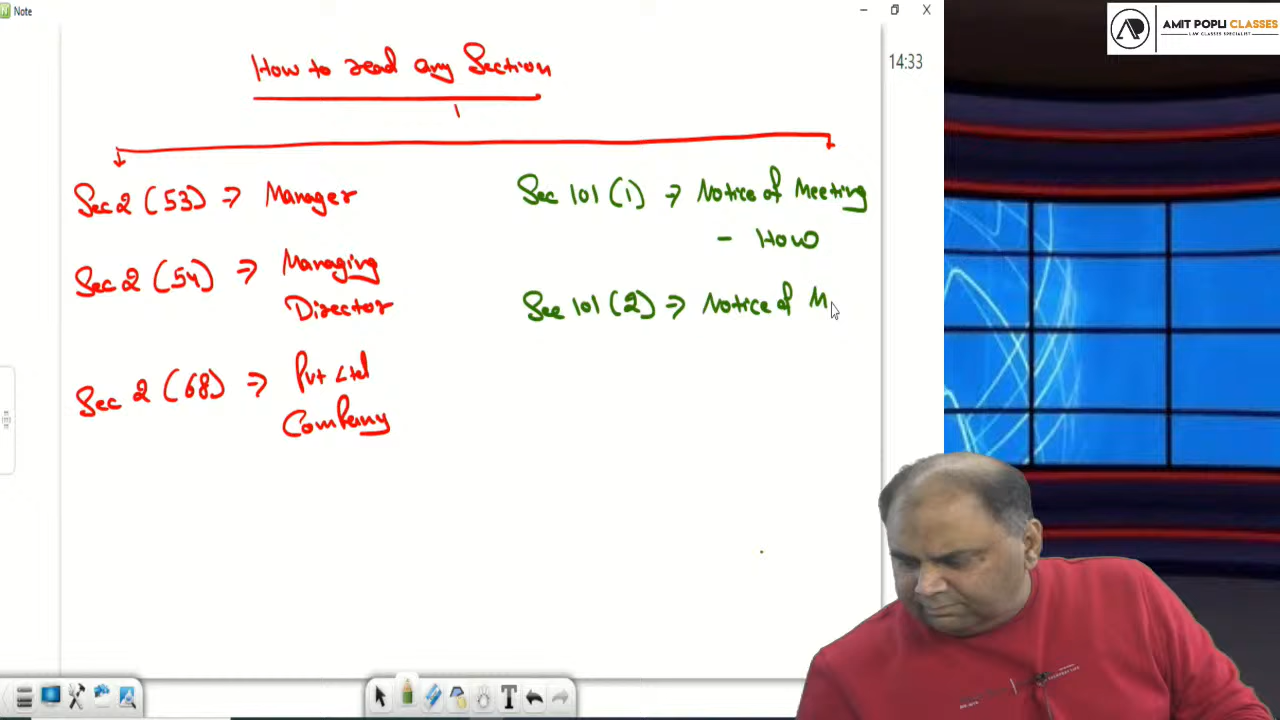 Note
AMIT POPLI CLASSES
LAW CLASSES SPECIALIST
14:33
How to read any Section
Sec 2 (53) ⇒ Manager
Sec 2 (54) ⇒ Managing
Director
Sec 2 (68) ⇒ Pvt Ltd
Company
Sec 101 (1) ⇒ Notice of Meeting
- How
Sec 101 (2) ⇒ Notice of M